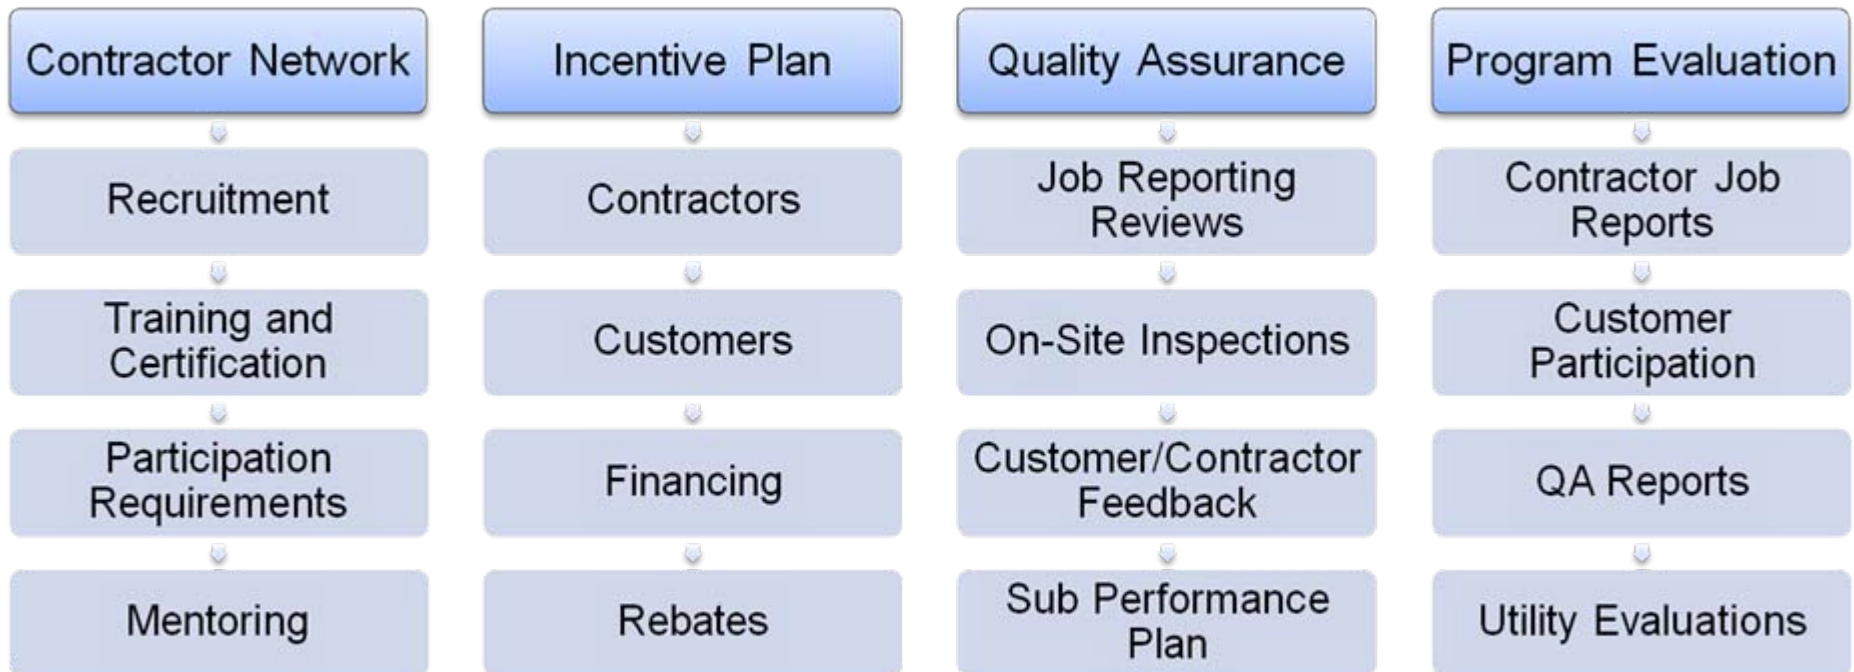 Contractor Network
Recruitment
Training and
Certification
Participation
Requirements
Mentoring
Incentive Plan
Contractors
Customers
Financing
Rebates
Quality Assurance
Job Reporting
Reviews
On-Site Inspections
Customer/Contractor
Feedback
Sub Performance
Plan
Program Evaluation
Contractor Job
Reports
Customer
Participation
QA Reports
Utility Evaluations